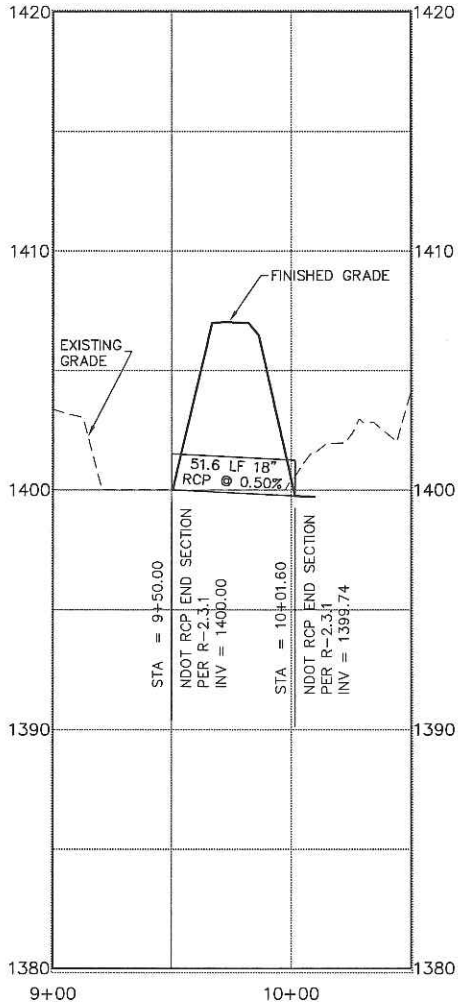 1420
1420
1410
1410
FINISHED GRADE
EXISTING
GRADE
51.6 LF 18"
RCP @ 0.50%
1400
1400
STA = 9+50.00
NDOT RCP END SECTION
PER R-2.3.1
INV = 1400.00
STA = 10+01.60
NDOT RCP END SECTION
PER R-2.3.1
INV = 1399.74
1390
1390
1380
1380
9+00
10+00